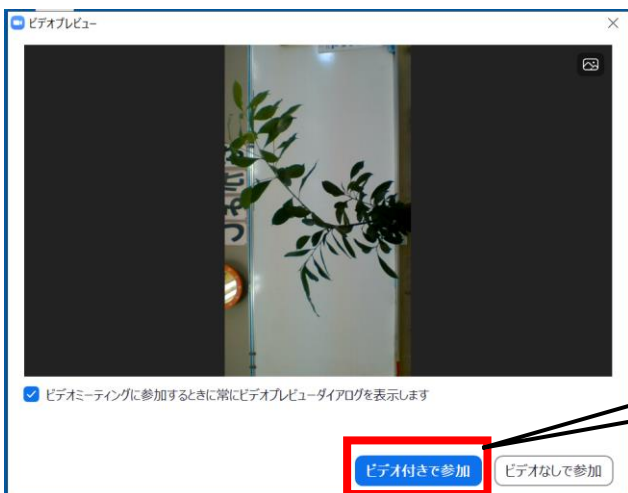 ビデオプレビュー
ビデオミーティングに参加するときに常にビデオプレビューダイアログを表示します
ビデオ付きで参加
ビデオなしで参加